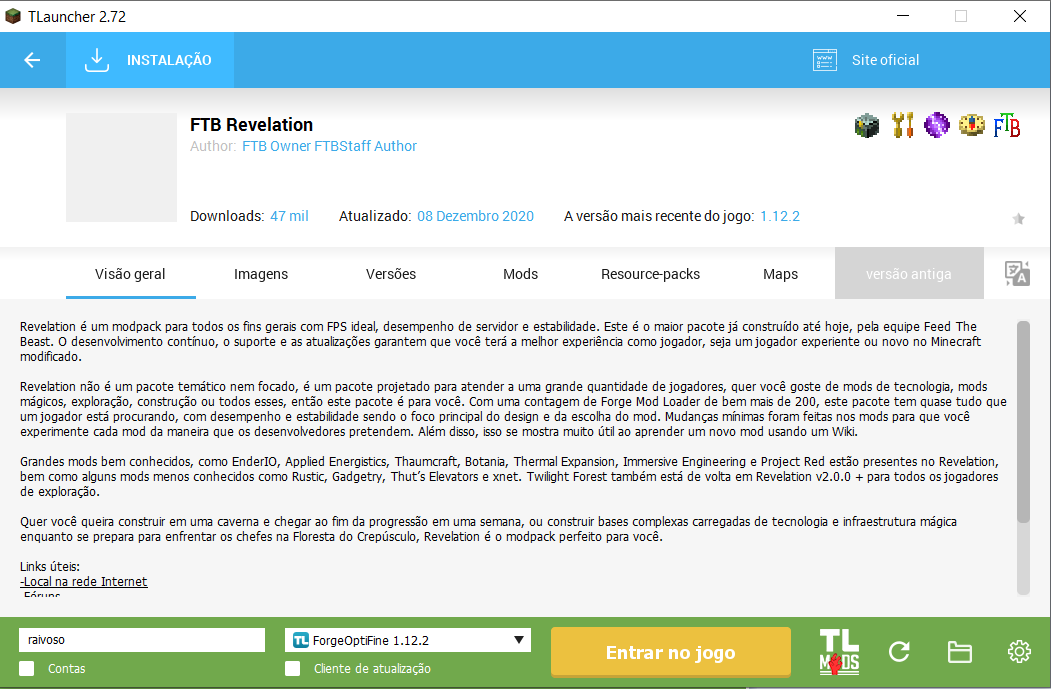 TLauncher 2.72
INSTALAÇÃO
Site oficial
FTB Revelation
Author: FTB Owner FTBStaff Author
FTB
Downloads: 47 mil Atualizado: 08 Dezembro 2020 A versão mais recente do jogo: 1.12.2
Visão geral Imagens Versões Mods Resource-packs Maps versão antiga
Revelation é um modpack para todos os fins gerais com FPS ideal, desempenho de servidor e estabilidade. Este é o maior pacote já construído até hoje, pela equipe Feed The
Beast. O desenvolvimento contínuo, o suporte e as atualizações garantem que você terá a melhor experiência como jogador, seja um jogador experiente ou novo no Minecraft
modificado.
Revelation não é um pacote temático nem focado, é um pacote projetado para atender a uma grande quantidade de jogadores, quer você goste de mods de tecnologia, mods
mágicos, exploração, construção ou todos esses, então este pacote é para você. Com uma contagem de Forge Mod Loader de bem mais de 200, este pacote tem quase tudo que
um jogador está procurando, com desempenho e estabilidade sendo o foco principal do design e da escolha do mod. Mudanças mínimas foram feitas nos mods para que você
experimente cada mod da maneira que os desenvolvedores pretendem. Além disso, isso se mostra muito útil ao aprender um novo mod usando um Wiki.
Grandes mods bem conhecidos, como EnderIO, Applied Energistics, Thaumcraft, Botania, Thermal Expansion, Immersive Engineering e Project Red estão presentes no Revelation,
bem como alguns mods menos conhecidos como Rustic, Gadgetry, Thut's Elevators e xnet. Twilight Forest também está de volta em Revelation v2.0.0 + para todos os jogadores
de exploração.
Quer você queira construir em uma caverna e chegar ao fim da progressão em uma semana, ou construir bases complexas carregadas de tecnologia e infraestrutura mágica
enquanto se prepara para enfrentar os chefes na Floresta do Crepúsculo, Revelation é o modpack perfeito para você.
Links úteis:
-Local na rede Internet
-Fóruns
raivoso
TL ForgeOptiFine 1.12.2
Entrar no jogo
TL
MODS
Contas
Cliente de atualização